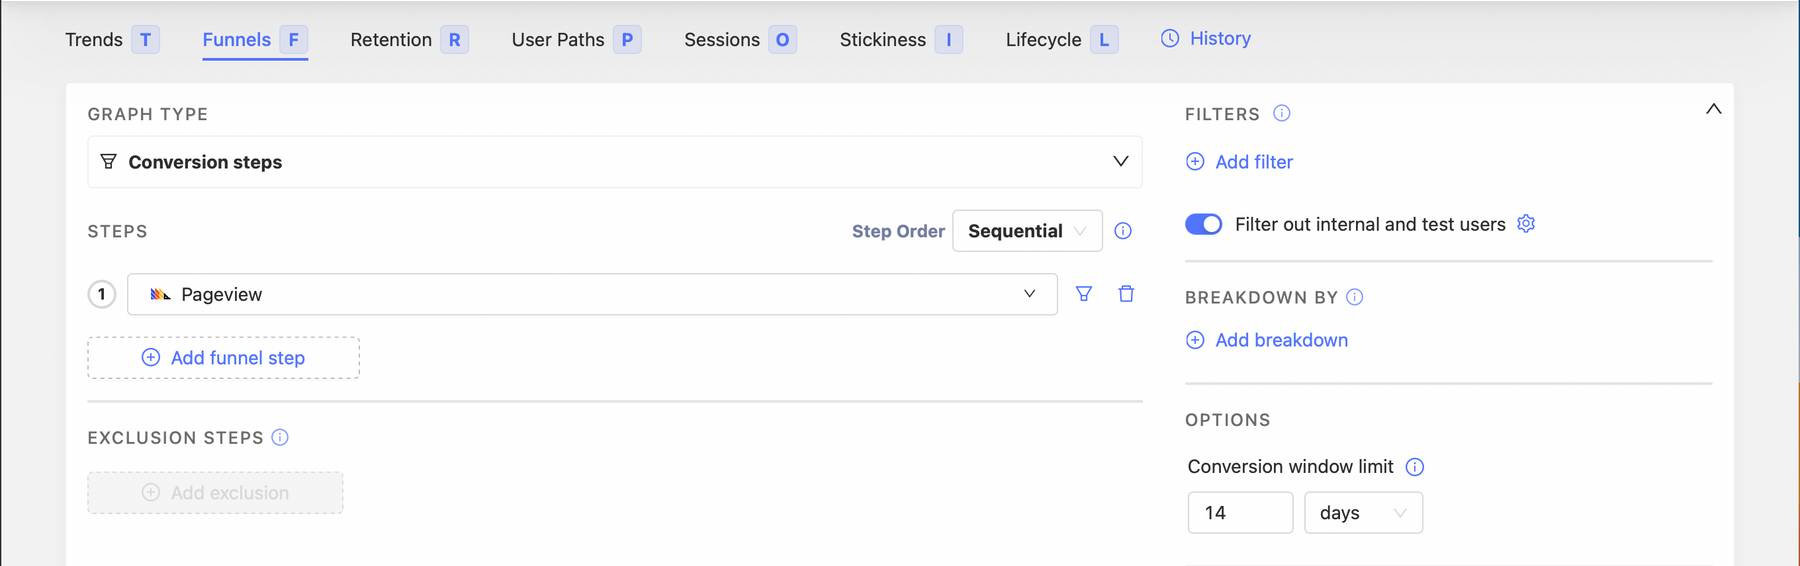 Trends T Funnels F Retention R User Paths P Sessions O Stickiness I Lifecycle L History
GRAPH TYPE
Conversion steps
STEPS
Step Order Sequential
1 Pageview
Add funnel step
EXCLUSION STEPS
Add exclusion
FILTERS
Add filter
Filter out internal and test users
BREAKDOWN BY
Add breakdown
OPTIONS
Conversion window limit
14 days